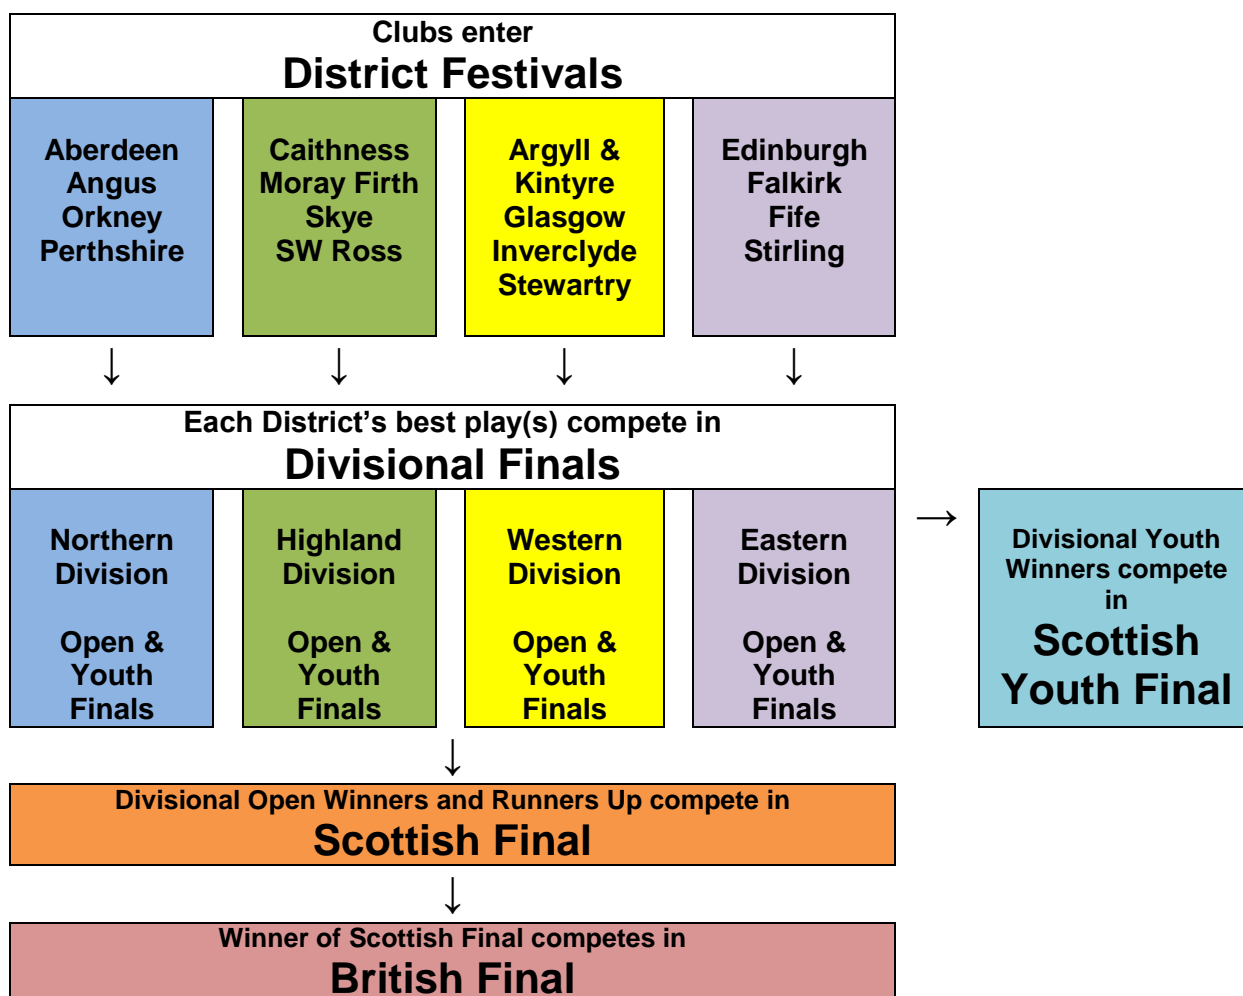 Clubs enter
District Festivals
Aberdeen
Angus
Orkney
Perthshire
Caithness
Moray Firth
Skye
SW Ross
Argyll &
Kintyre
Glasgow
Inverclyde
Stewartry
Edinburgh
Falkirk
Fife
Stirling
↓ ↓ ↓ ↓
Each District’s best play(s) compete in
Divisional Finals
Northern
Division
Open &
Youth
Finals
Highland
Division
Open &
Youth
Finals
Western
Division
Open &
Youth
Finals
Eastern
Division
Open &
Youth
Finals
→
Divisional Youth
Winners compete
in
Scottish
Youth Final
↓
Divisional Open Winners and Runners Up compete in
Scottish Final
↓
Winner of Scottish Final competes in
British Final